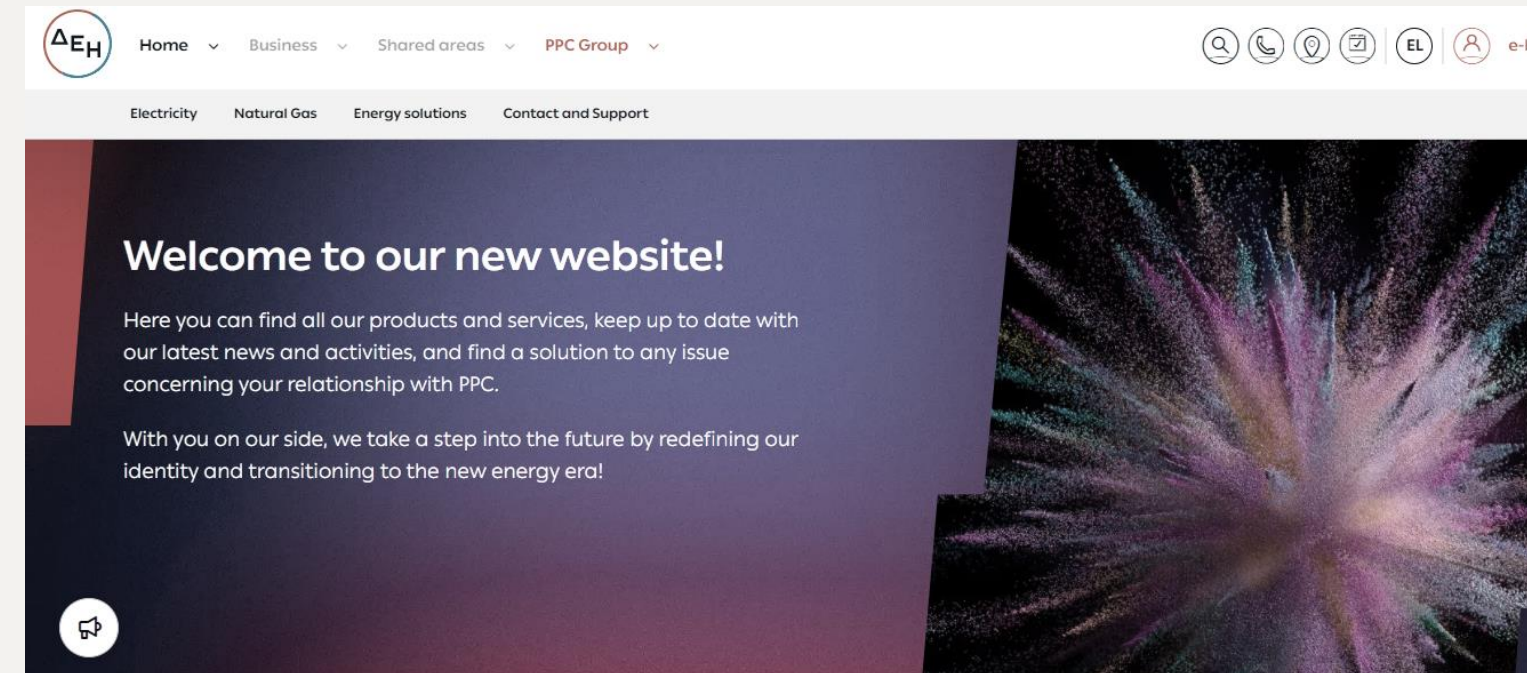 ΔΕΗ
Home Business Shared areas PPC Group
EL
Electricity Natural Gas Energy solutions Contact and Support
Welcome to our new website!
Here you can find all our products and services, keep up to date with
our latest news and activities, and find a solution to any issue
concerning your relationship with PPC.
With you on our side, we take a step into the future by redefining our
identity and transitioning to the new energy era!